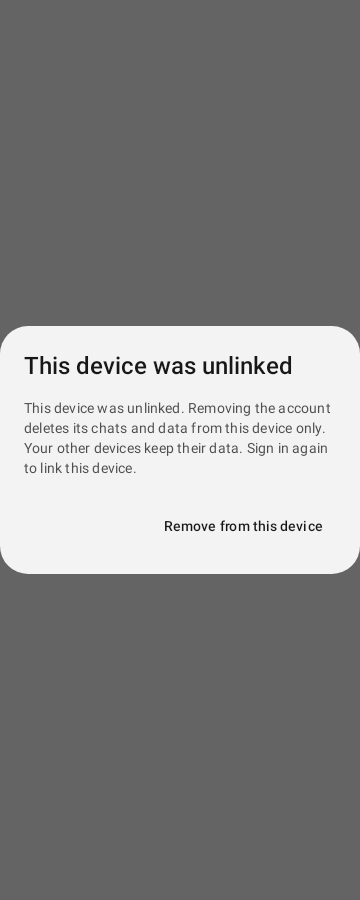 This device was unlinked
This device was unlinked. Removing the account
deletes its chats and data from this device only.
Your other devices keep their data. Sign in again
to link this device.
Remove from this device